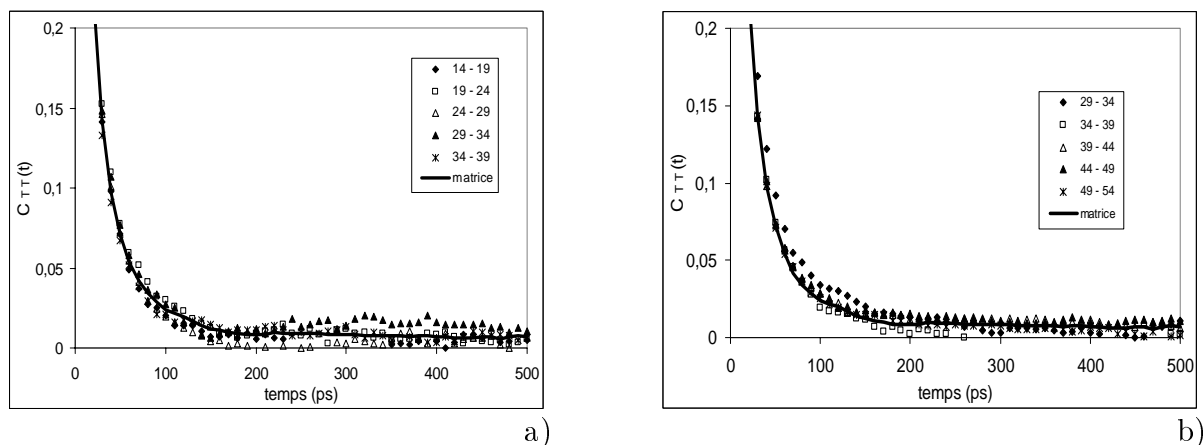 0,2
0,15
0,1
0,05
0
C T T (t)
0 100 200 300 400 500
temps (ps)
14 - 19
19 - 24
24 - 29
29 - 34
34 - 39
matrice
a)
0,2
0,15
0,1
0,05
0
C T T (t)
0 100 200 300 400 500
temps (ps)
29 - 34
34 - 39
39 - 44
44 - 49
49 - 54
matrice
b)